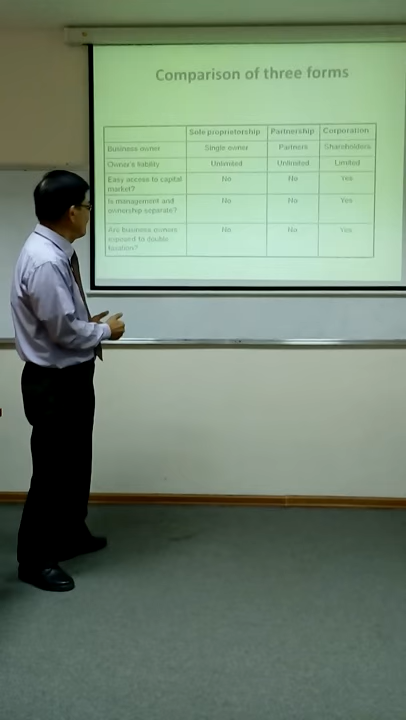 Comparison of three forms
Sole proprietorship Partnership Corporation
Business owner Single owner Partners Shareholders
Owner's liability Unlimited Unlimited Limited
Easy access to capital No No Yes
market?
Is management and No No Yes
ownership separate?
Are business owners No No Yes
exposed to double
taxation?